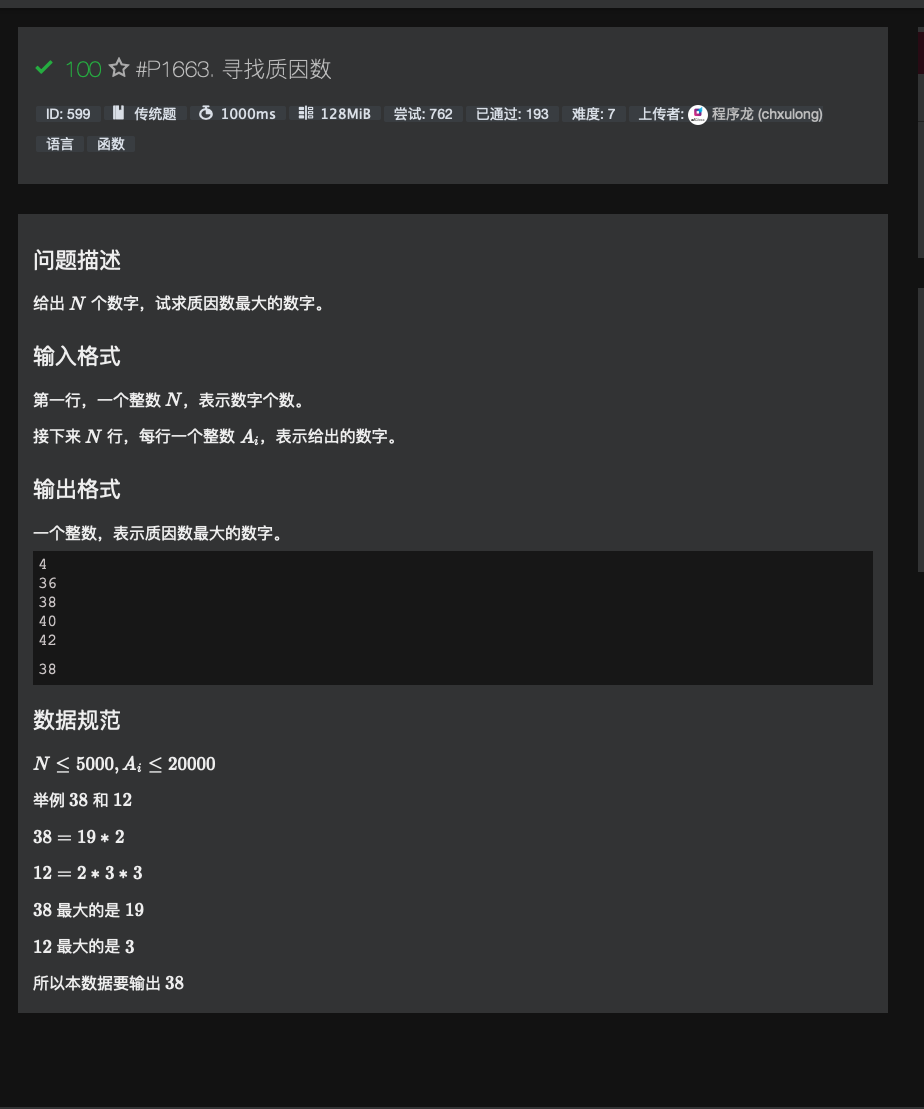 100 #P1663. 寻找质因数
ID: 599 传统题 1000ms 128MiB 尝试: 762 已通过: 193 难度: 7 上传者: 程序龙 (chxulong)
语言 函数
问题描述
给出 N 个数字，试求质因数最大的数字。
输入格式
第一行，一个整数 N，表示数字个数。
接下来 N 行，每行一个整数 Aᵢ，表示给出的数字。
输出格式
一个整数，表示质因数最大的数字。
4
36
38
40
42
38
数据规范
N ≤ 5000, Aᵢ ≤ 20000
举例 38 和 12
38 = 19 * 2
12 = 2 * 3 * 3
38 最大的是 19
12 最大的是 3
所以本数据要输出 38